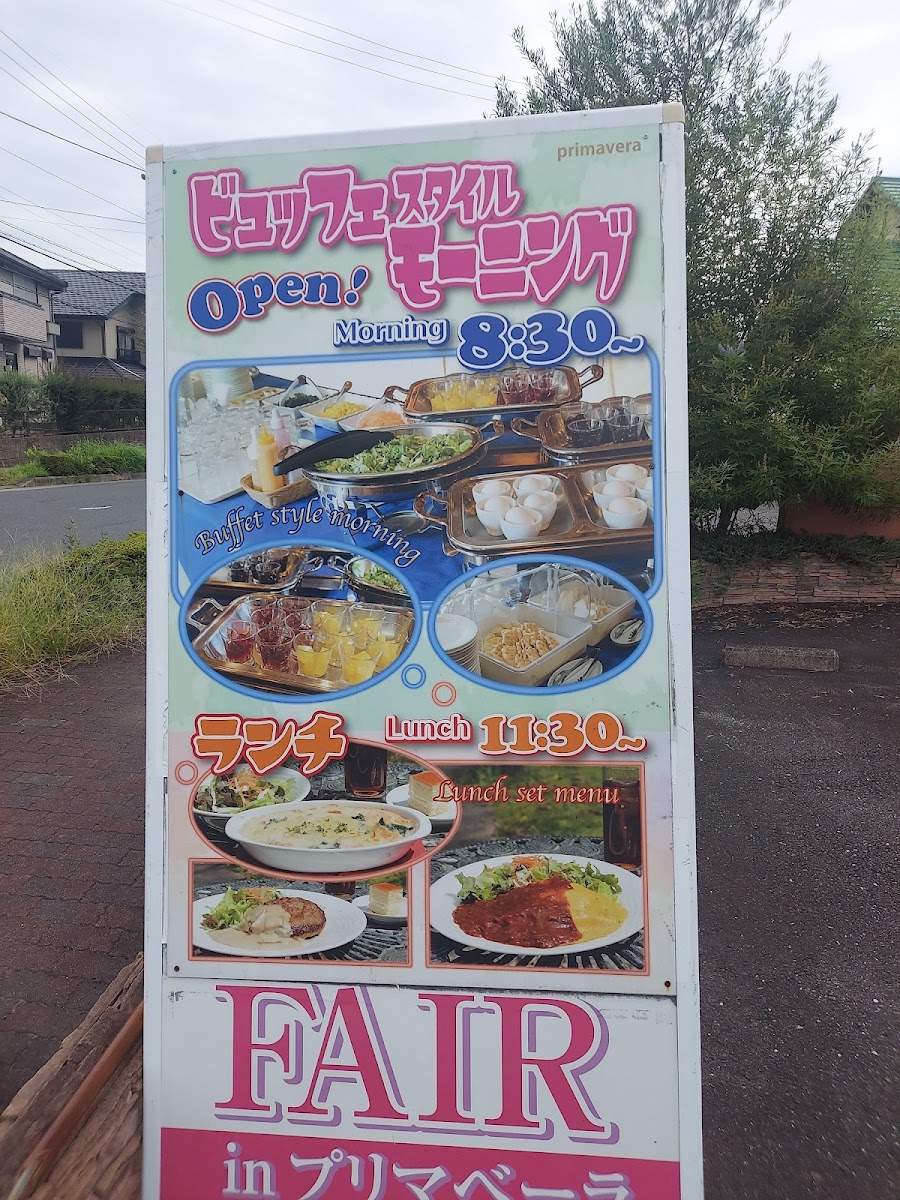 primavera
ビュッフェスタイル
モーニング
Open!
Morning 8:30~
Buffet style morning
ランチ Lunch 11:30~
Lunch set menu
FAIR
in プリマベーラ